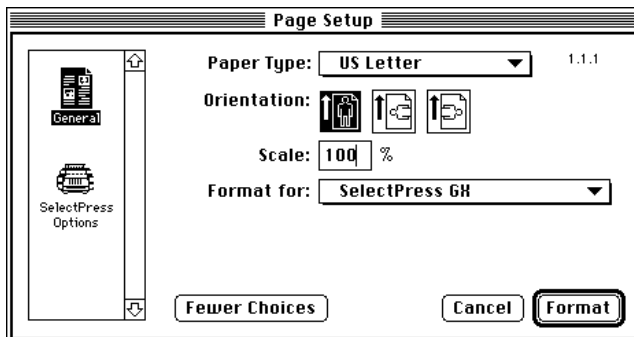 Page Setup
General
SelectPress
Options
Paper Type: US Letter 1.1.1
Orientation:
Scale: 100 %
Format for: SelectPress GX
Fewer Choices Cancel Format